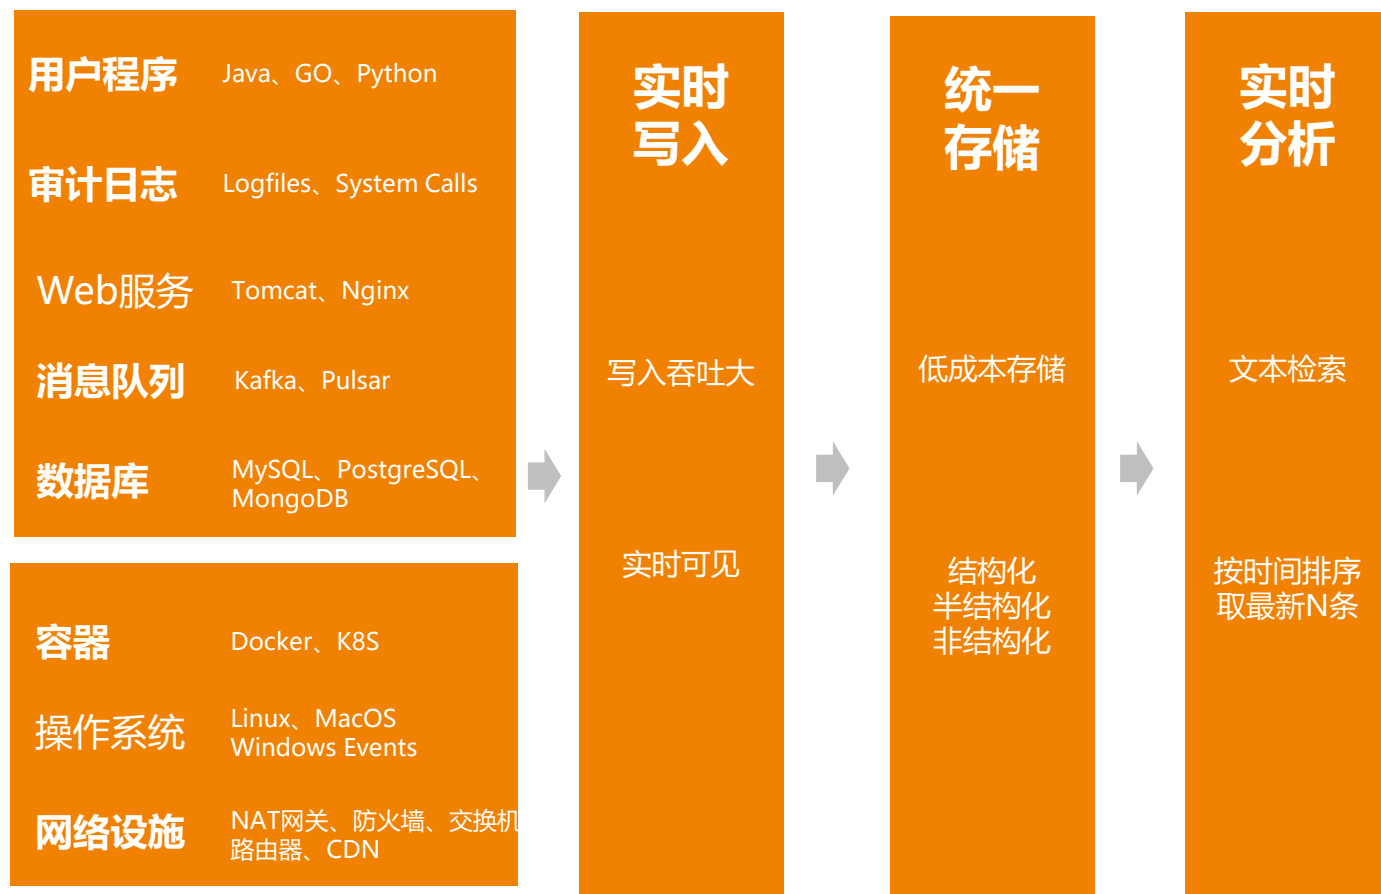 用户程序 Java、GO、Python
审计日志 Logfiles、System Calls
Web服务 Tomcat、Nginx
消息队列 Kafka、Pulsar
数据库 MySQL、PostgreSQL、
MongoDB
容器 Docker、K8S
操作系统 Linux、MacOS
Windows Events
网络设施 NAT网关、防火墙、交换机
路由器、CDN
实时
写入
写入吞吐大
实时可见
统一
存储
低成本存储
结构化
半结构化
非结构化
实时
分析
文本检索
按时间排序
取最新N条